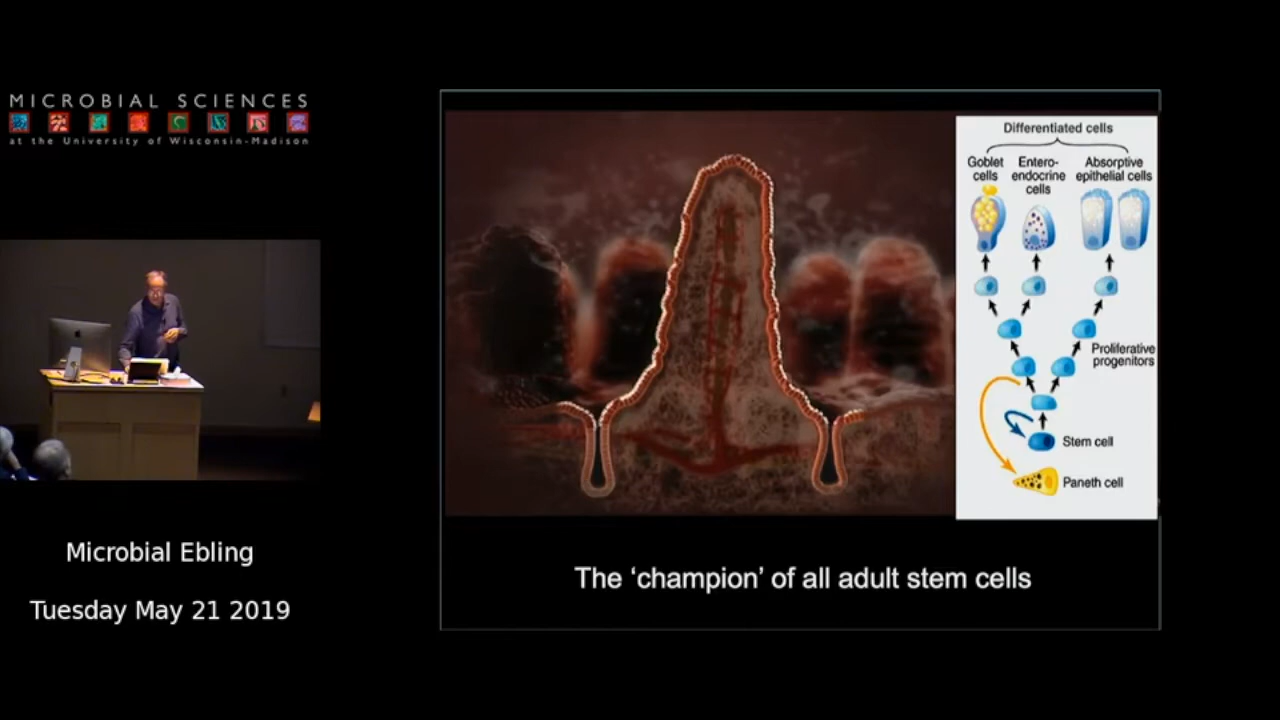 MICROBIAL SCIENCES
at the University of Wisconsin-Madison
Microbial Ebling
Tuesday May 21 2019
Differentiated cells
Goblet
cells
Entero-
endocrine
cells
Absorptive
epithelial cells
Proliferative
progenitors
Stem cell
Paneth cell
The ‘champion’ of all adult stem cells